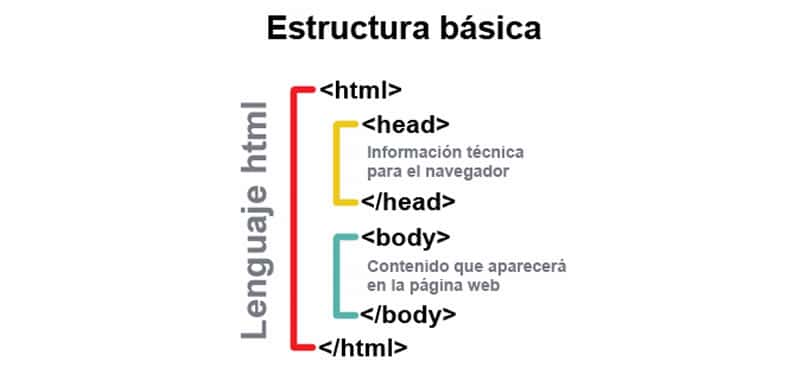 Estructura básica
Lenguaje html
<html>
<head>
Información técnica
para el navegador
</head>
<body>
Contenido que aparecerá
en la página web
</body>
</html>